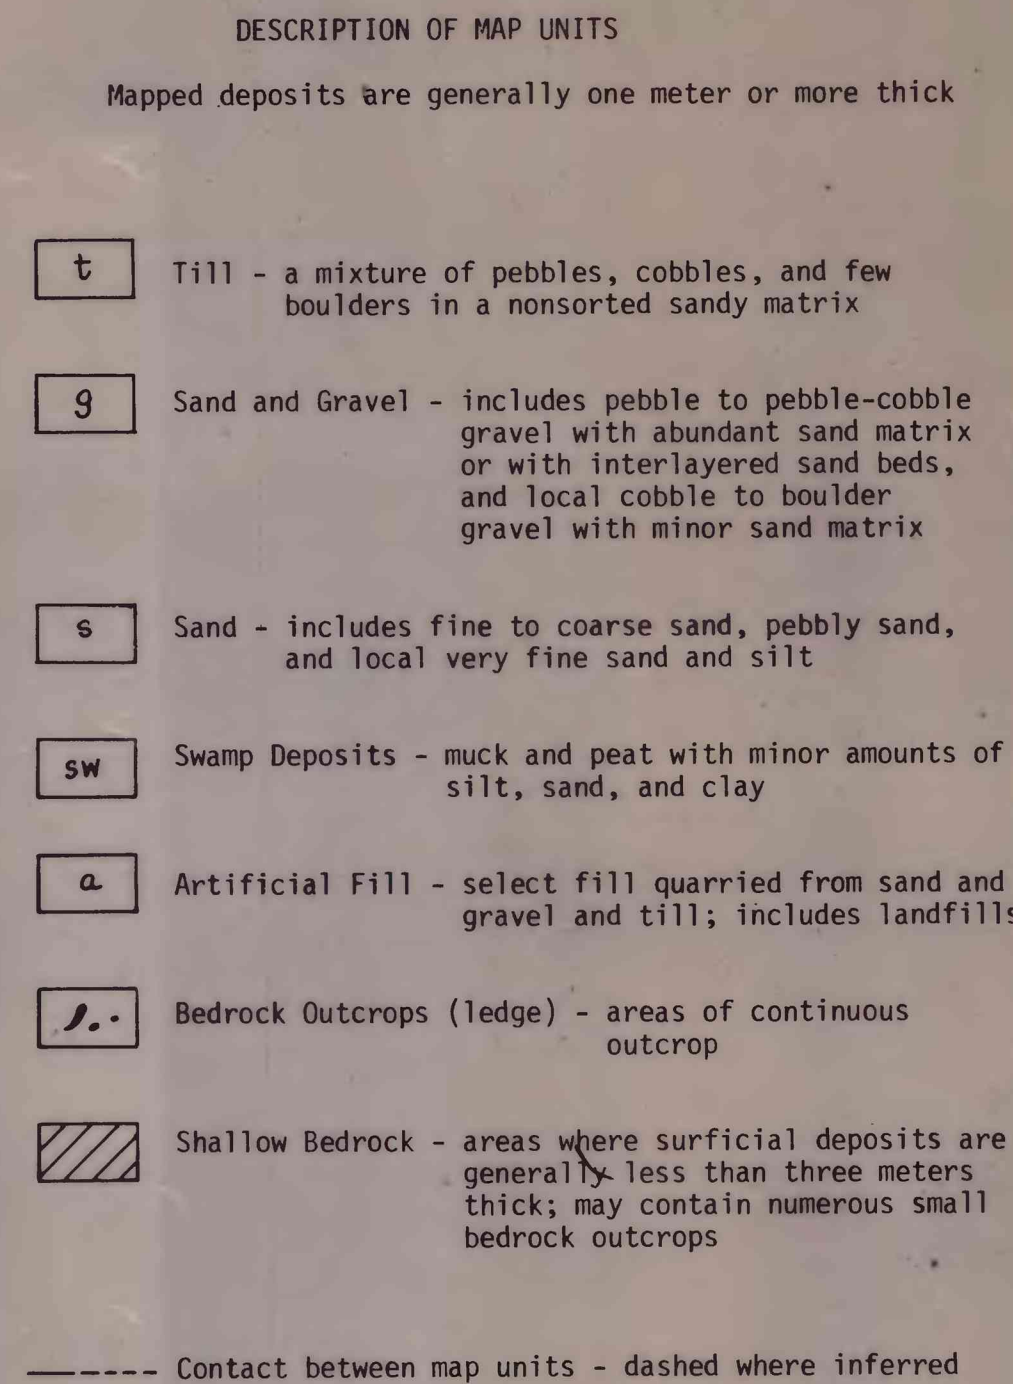 DESCRIPTION OF MAP UNITS
Mapped deposits are generally one meter or more thick
t
Till - a mixture of pebbles, cobbles, and few
boulders in a nonsorted sandy matrix
g
Sand and Gravel - includes pebble to pebble-cobble
gravel with abundant sand matrix
or with interlayered sand beds,
and local cobble to boulder
gravel with minor sand matrix
s
Sand - includes fine to coarse sand, pebbly sand,
and local very fine sand and silt
sw
Swamp Deposits - muck and peat with minor amounts of
silt, sand, and clay
a
Artificial Fill - select fill quarried from sand and
gravel and till; includes landfills
Bedrock Outcrops (ledge) - areas of continuous
outcrop
Shallow Bedrock - areas where surficial deposits are
generally less than three meters
thick; may contain numerous small
bedrock outcrops
Contact between map units - dashed where inferred